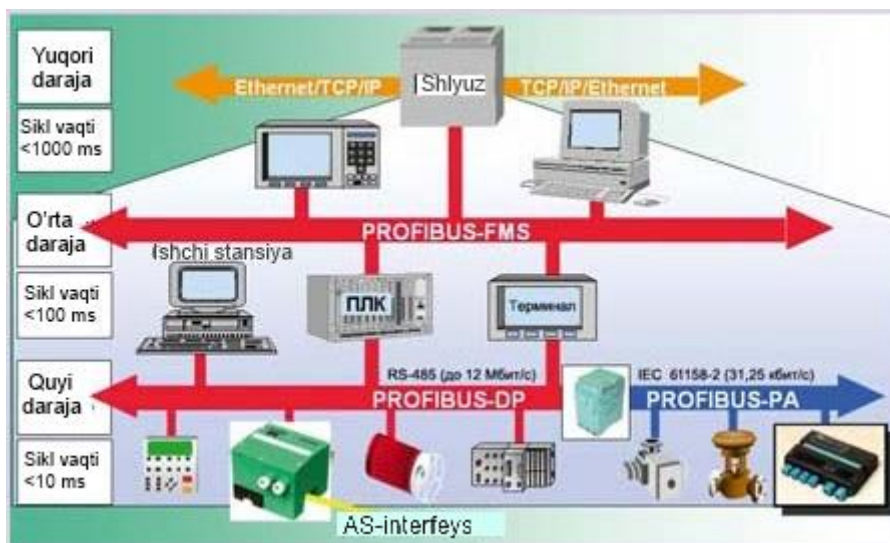 Yuqori
daraja
Ethernet/TCP/IP
Shlyuz
TCP/IP/Ethernet
Sikl vaqti
<1000 ms
O'rta
daraja
PROFIBUS-FMS
Ishchi stansiya
Sikl vaqti
<100 ms
ПЛК
Терминал
Quyi
daraja
RS-485 (до 12 Мбит/с)
IEC 61158-2 (31,25 кбит/с)
PROFIBUS-DP
PROFIBUS-PA
Sikl vaqti
<10 ms
AS-interfeys